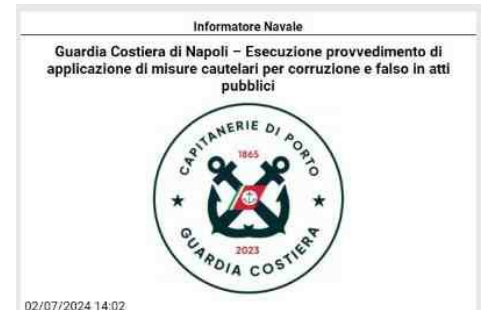 Informatore Navale
Guardia Costiera di Napoli – Esecuzione provvedimento di
applicazione di misure cautelari per corruzione e falso in atti
pubblici
CAPITANERIE DI PORTO
1865
2023
GUARDIA COSTIERA
02/07/2024 14:02